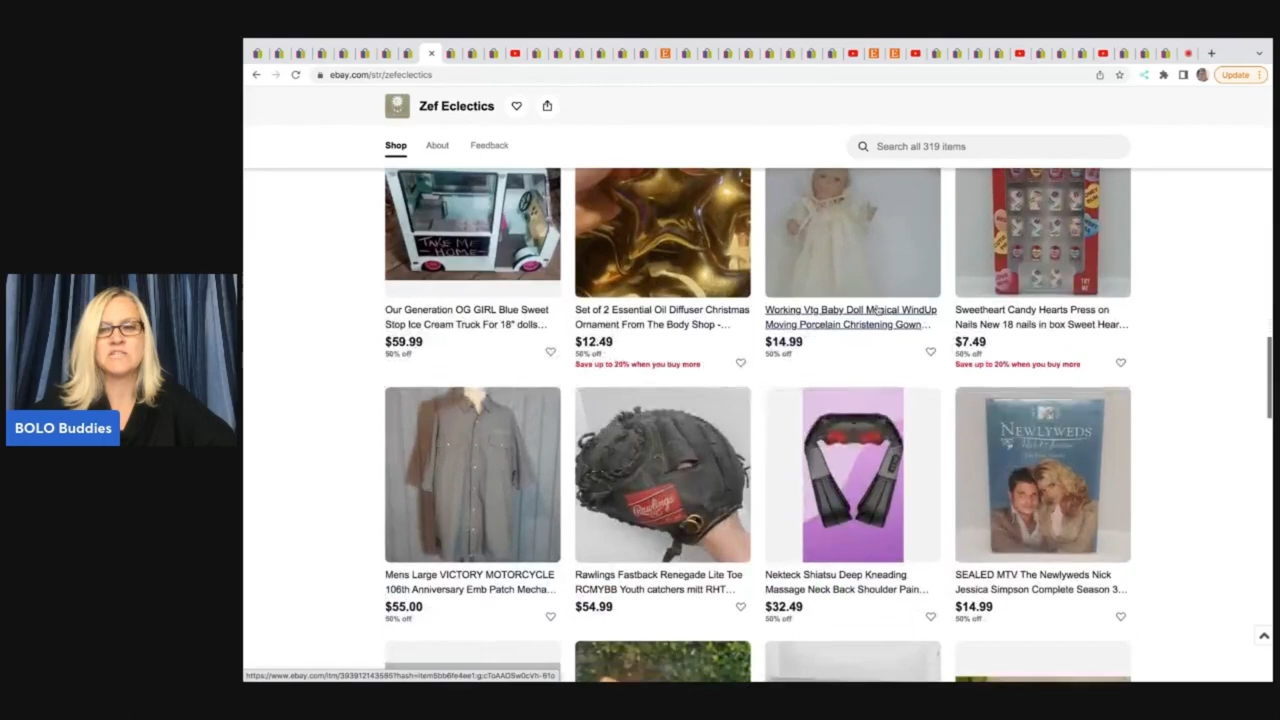 ebay.com/str/zefeclectics
Update
Zef Eclectics
Shop
About
Feedback
Search all 319 items
TAKE ME
HOME
TRY
ME
Our Generation OG GIRL Blue Sweet
Stop Ice Cream Truck For 18" dolls...
$59.99
50% off
Set of 2 Essential Oil Diffuser Christmas
Ornament From The Body Shop -...
$12.49
50% off
Save up to 20% when you buy more
Working Vtg Baby Doll Musical WindUp
Moving Porcelain Christening Gown...
$14.99
50% off
Sweetheart Candy Hearts Press on
Nails New 18 nails in box Sweet Hear...
$7.49
50% off
Save up to 20% when you buy more
BOLO Buddies
Rawlings
NEWLYWEDS
Mens Large VICTORY MOTORCYCLE
106th Anniversary Emb Patch Mecha...
$55.00
50% off
Rawlings Fastback Renegade Lite Toe
RCMYBB Youth catchers mitt RHT...
$54.99
Nekteck Shiatsu Deep Kneading
Massage Neck Back Shoulder Pain...
$32.49
50% off
SEALED MTV The Newlyweds Nick
Jessica Simpson Complete Season 3...
$14.99
50% off